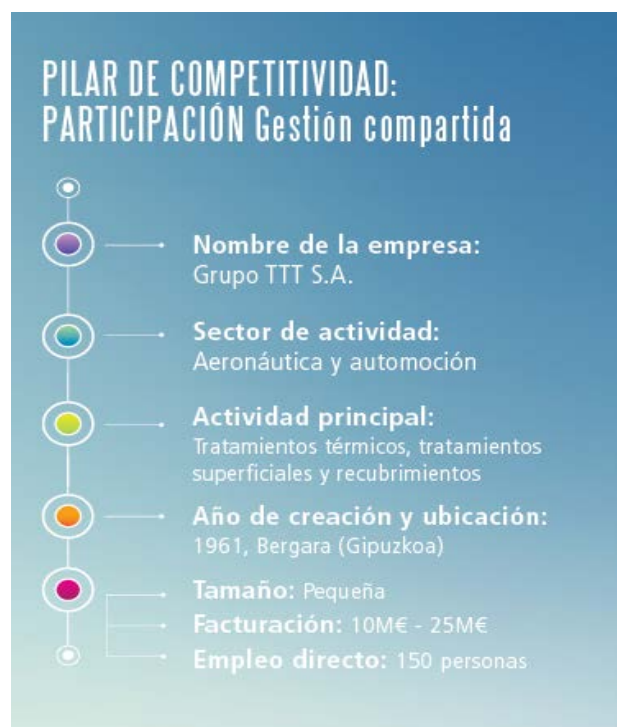 PILAR DE COMPETITIVIDAD:
PARTICIPACIÓN Gestión compartida
Nombre de la empresa:
Grupo TTT S.A.
Sector de actividad:
Aeronáutica y automoción
Actividad principal:
Tratamientos térmicos, tratamientos
superficiales y recubrimientos
Año de creación y ubicación:
1961, Bergara (Gipuzkoa)
Tamaño: Pequeña
Facturación: 10M€ - 25M€
Empleo directo: 150 personas